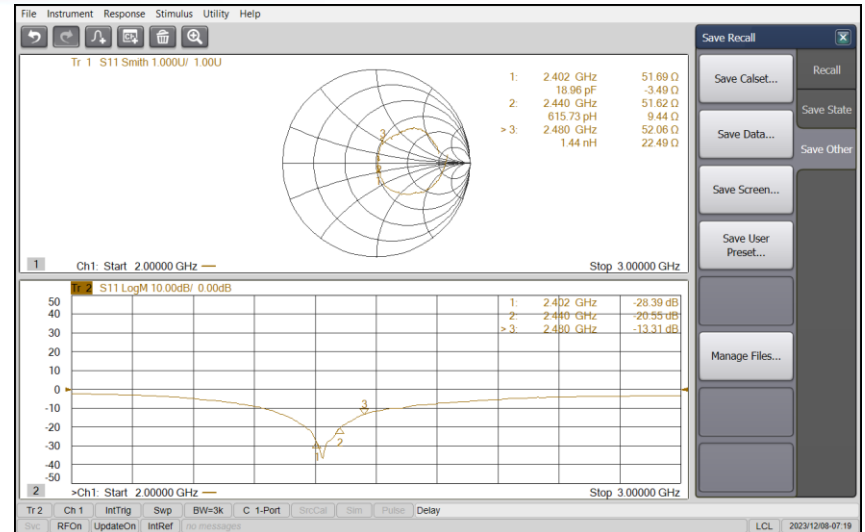 File Instrument Response Stimulus Utility Help
Save Recall
Tr 1 S11 Smith 1.000U/ 1.00U
1: 2.402 GHz 51.69 Ω
18.96 pF -3.49 Ω
2: 2.440 GHz 51.62 Ω
615.73 pH 9.44 Ω
> 3: 2.480 GHz 52.06 Ω
1.44 nH 22.49 Ω
3
1 Ch1: Start 2.00000 GHz Stop 3.00000 GHz
Tr 2 S11 LogM 10.00dB/ 0.00dB
1: 2.402 GHz -28.39 dB
2: 2.440 GHz -20.55 dB
> 3: 2.480 GHz -13.31 dB
50
40
30
20
10
0
-10
-20
-30
-40
-50
3
2
1
2 >Ch1: Start 2.00000 GHz Stop 3.00000 GHz
Save Calset...
Save Data...
Save Screen...
Save User
Preset...
Manage Files...
Recall
Save State
Save Other
Tr 2 Ch 1 IntTrig Swp BW=3k C 1-Port SrcCal Sim Pulse Delay
Svc RFOn UpdateOn IntRef no messages LCL 2023/12/08-07:19